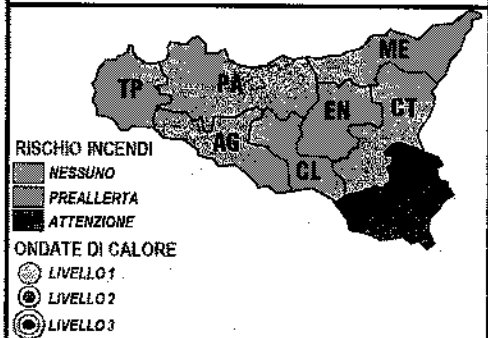 ME
TP
PA
CT
EN
AG
CL
RISCHIO INCENDI
NESSUNO
PREALLERTA
ATTENZIONE
ONDATE DI CALORE
LIVELLO 1
LIVELLO 2
LIVELLO 3